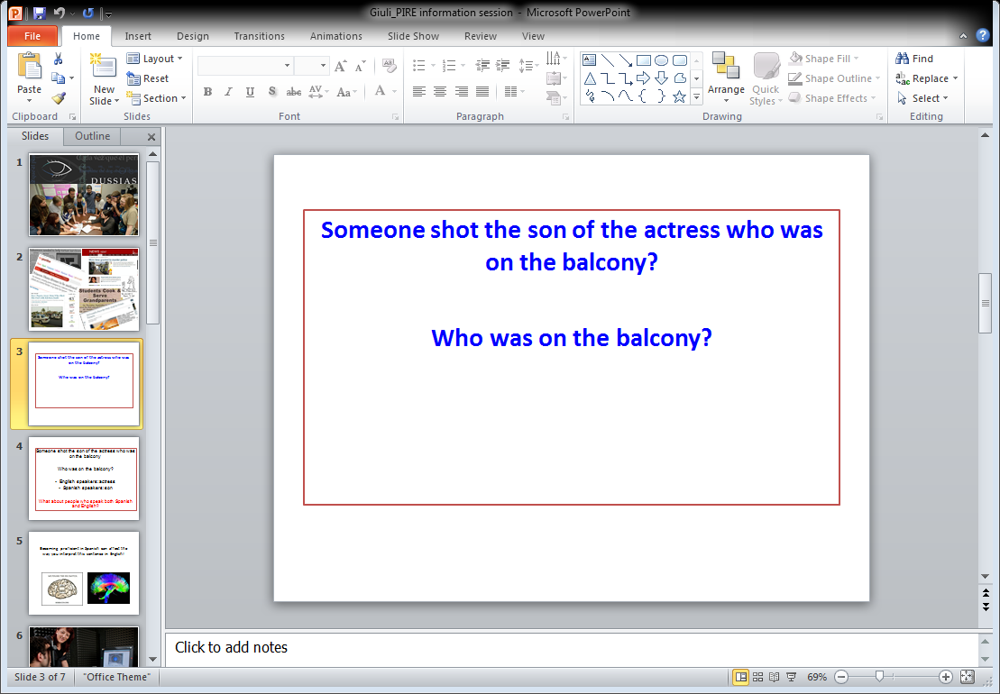 Giuli_PIRE information session - Microsoft PowerPoint
File Home Insert Design Transitions Animations Slide Show Review View
Paste
Clipboard
New
Slide
Layout
Reset
Section
Slides
B I U S abc AV Aa A
Font
Paragraph
Arrange
Quick
Styles
Shape Fill
Shape Outline
Shape Effects
Drawing
Find
Replace
Select
Editing
Slides Outline
1
DUSSIAS
2
NEWS
Students Cook &
Serve
Grandparents
3
Someone shot the son of the actress who was
on the balcony?
Who was on the balcony?
4
Someone shot the son of the actress who was
on the balcony
Who was on the balcony?
- English speakers: actress
- Spanish speakers: son
What about people who speak both Spanish
and English?
5
Becoming proficient in Spanish can affect the
way you interpret this sentence in English!
6
Someone shot the son of the actress who was
on the balcony?
Who was on the balcony?
Click to add notes
Slide 3 of 7 "Office Theme" 69%